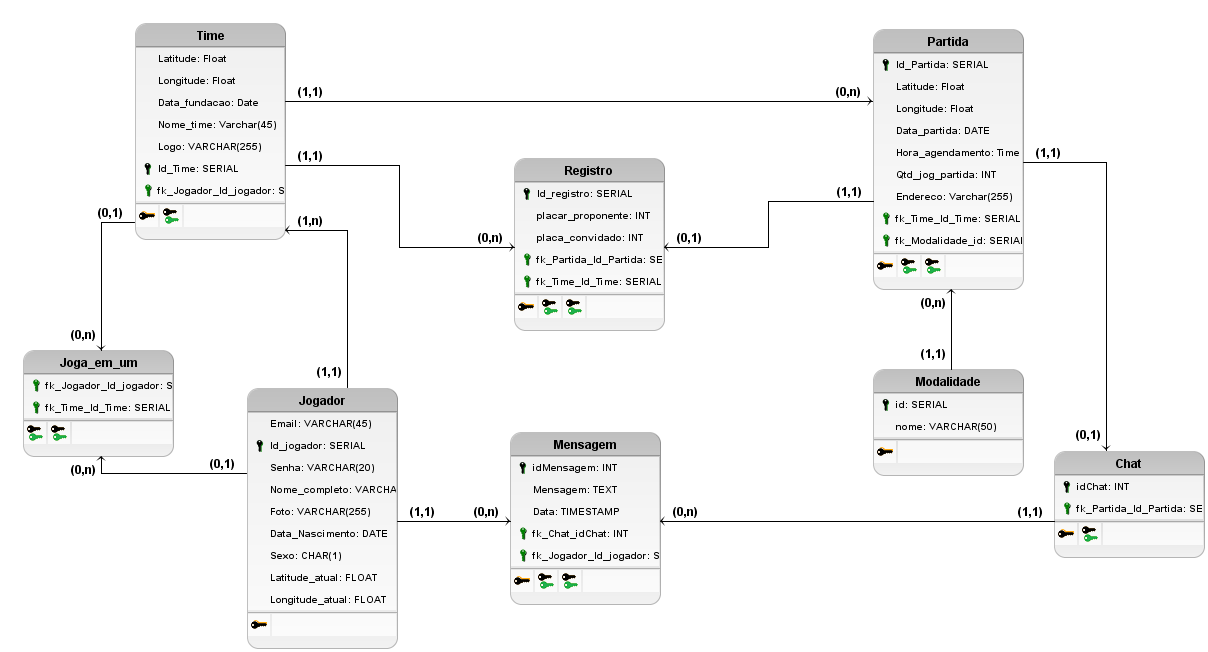 Time
Latitude: Float
Longitude: Float
Data_fundacao: Date
Nome_time: Varchar(45)
Logo: VARCHAR(255)
Id_Time: SERIAL
fk_Jogador_Id_jogador: S
(1,1)
(0,n)
(1,1)
(0,n)
(0,1)
(0,n)
(1,n)
(1,1)
Partida
Id_Partida: SERIAL
Latitude: Float
Longitude: Float
Data_partida: DATE
Hora_agendamento: Time
Qtd_jog_partida: INT
Endereco: Varchar(255)
fk_Time_Id_Time: SERIAL
fk_Modalidade_id: SERIAL
(1,1)
(0,1)
(1,1)
(0,1)
(0,n)
(1,1)
Registro
Id_registro: SERIAL
placar_proponente: INT
placa_convidado: INT
fk_Partida_Id_Partida: SE
fk_Time_Id_Time: SERIAL
Joga_em_um
fk_Jogador_Id_jogador: S
fk_Time_Id_Time: SERIAL
(0,n)
(0,1)
Jogador
Email: VARCHAR(45)
Id_jogador: SERIAL
Senha: VARCHAR(20)
Nome_completo: VARCHA
Foto: VARCHAR(255)
Data_Nascimento: DATE
Sexo: CHAR(1)
Latitude_atual: FLOAT
Longitude_atual: FLOAT
(1,1)
(0,n)
Mensagem
idMensagem: INT
Mensagem: TEXT
Data: TIMESTAMP
fk_Chat_idChat: INT
fk_Jogador_Id_jogador: S
(0,n)
(1,1)
Modalidade
id: SERIAL
nome: VARCHAR(50)
Chat
idChat: INT
fk_Partida_Id_Partida: SE